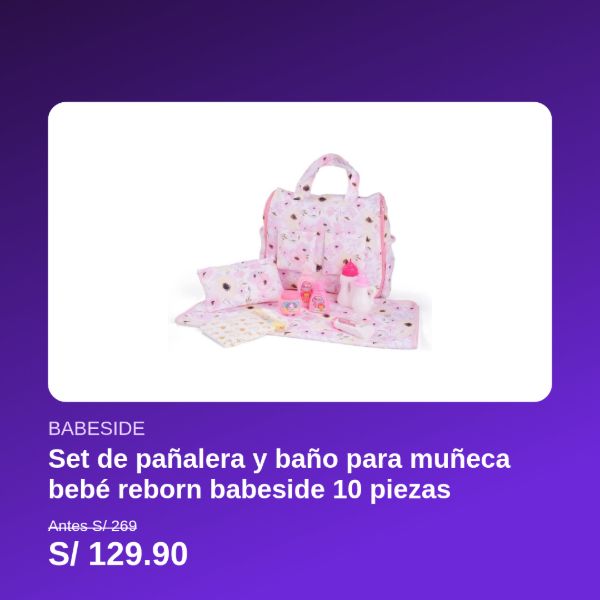 BABESIDE
Set de pañalera y baño para muñeca
bebé reborn babeside 10 piezas
Antes S/ 269
S/ 129.90